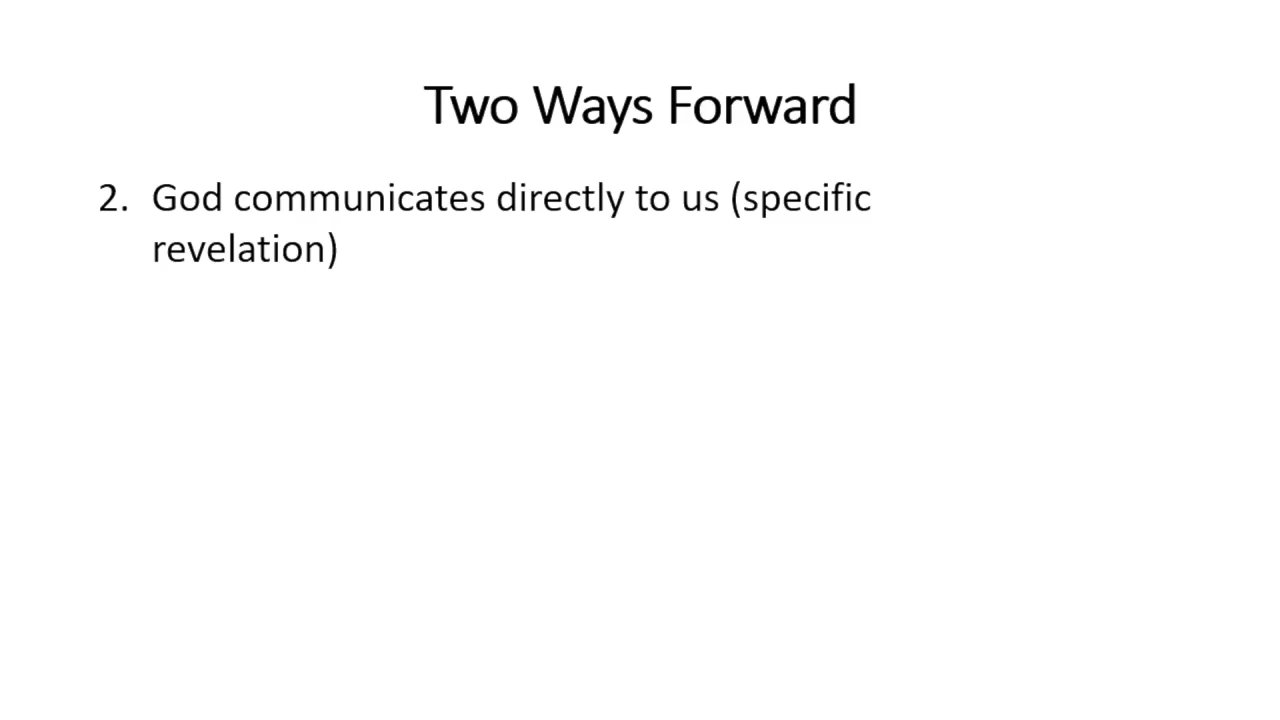 Two Ways Forward
2. God communicates directly to us (specific
revelation)